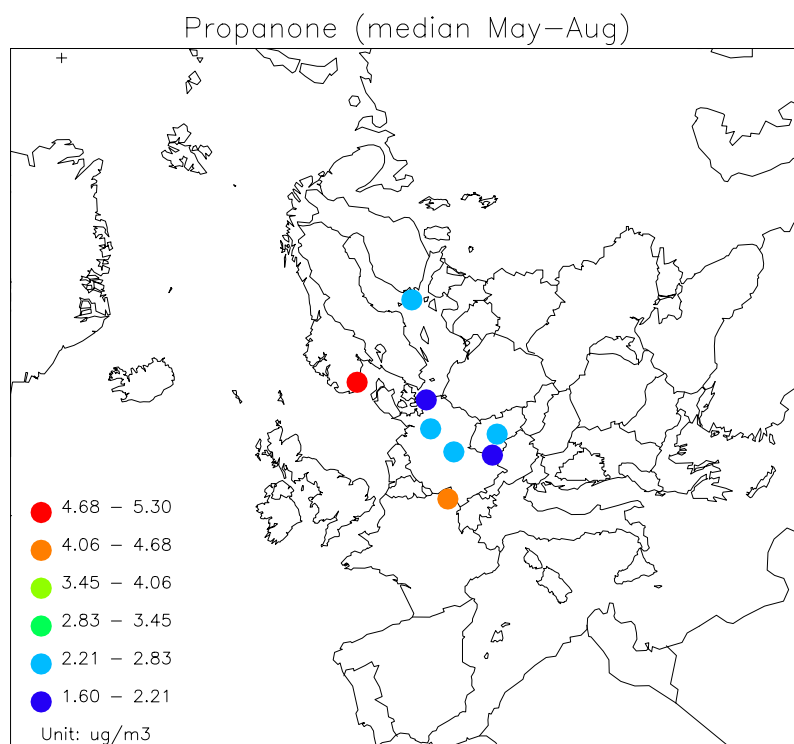 Propanone (median May-Aug)
4.68 - 5.30
4.06 - 4.68
3.45 - 4.06
2.83 - 3.45
2.21 - 2.83
1.60 - 2.21
Unit: ug/m3